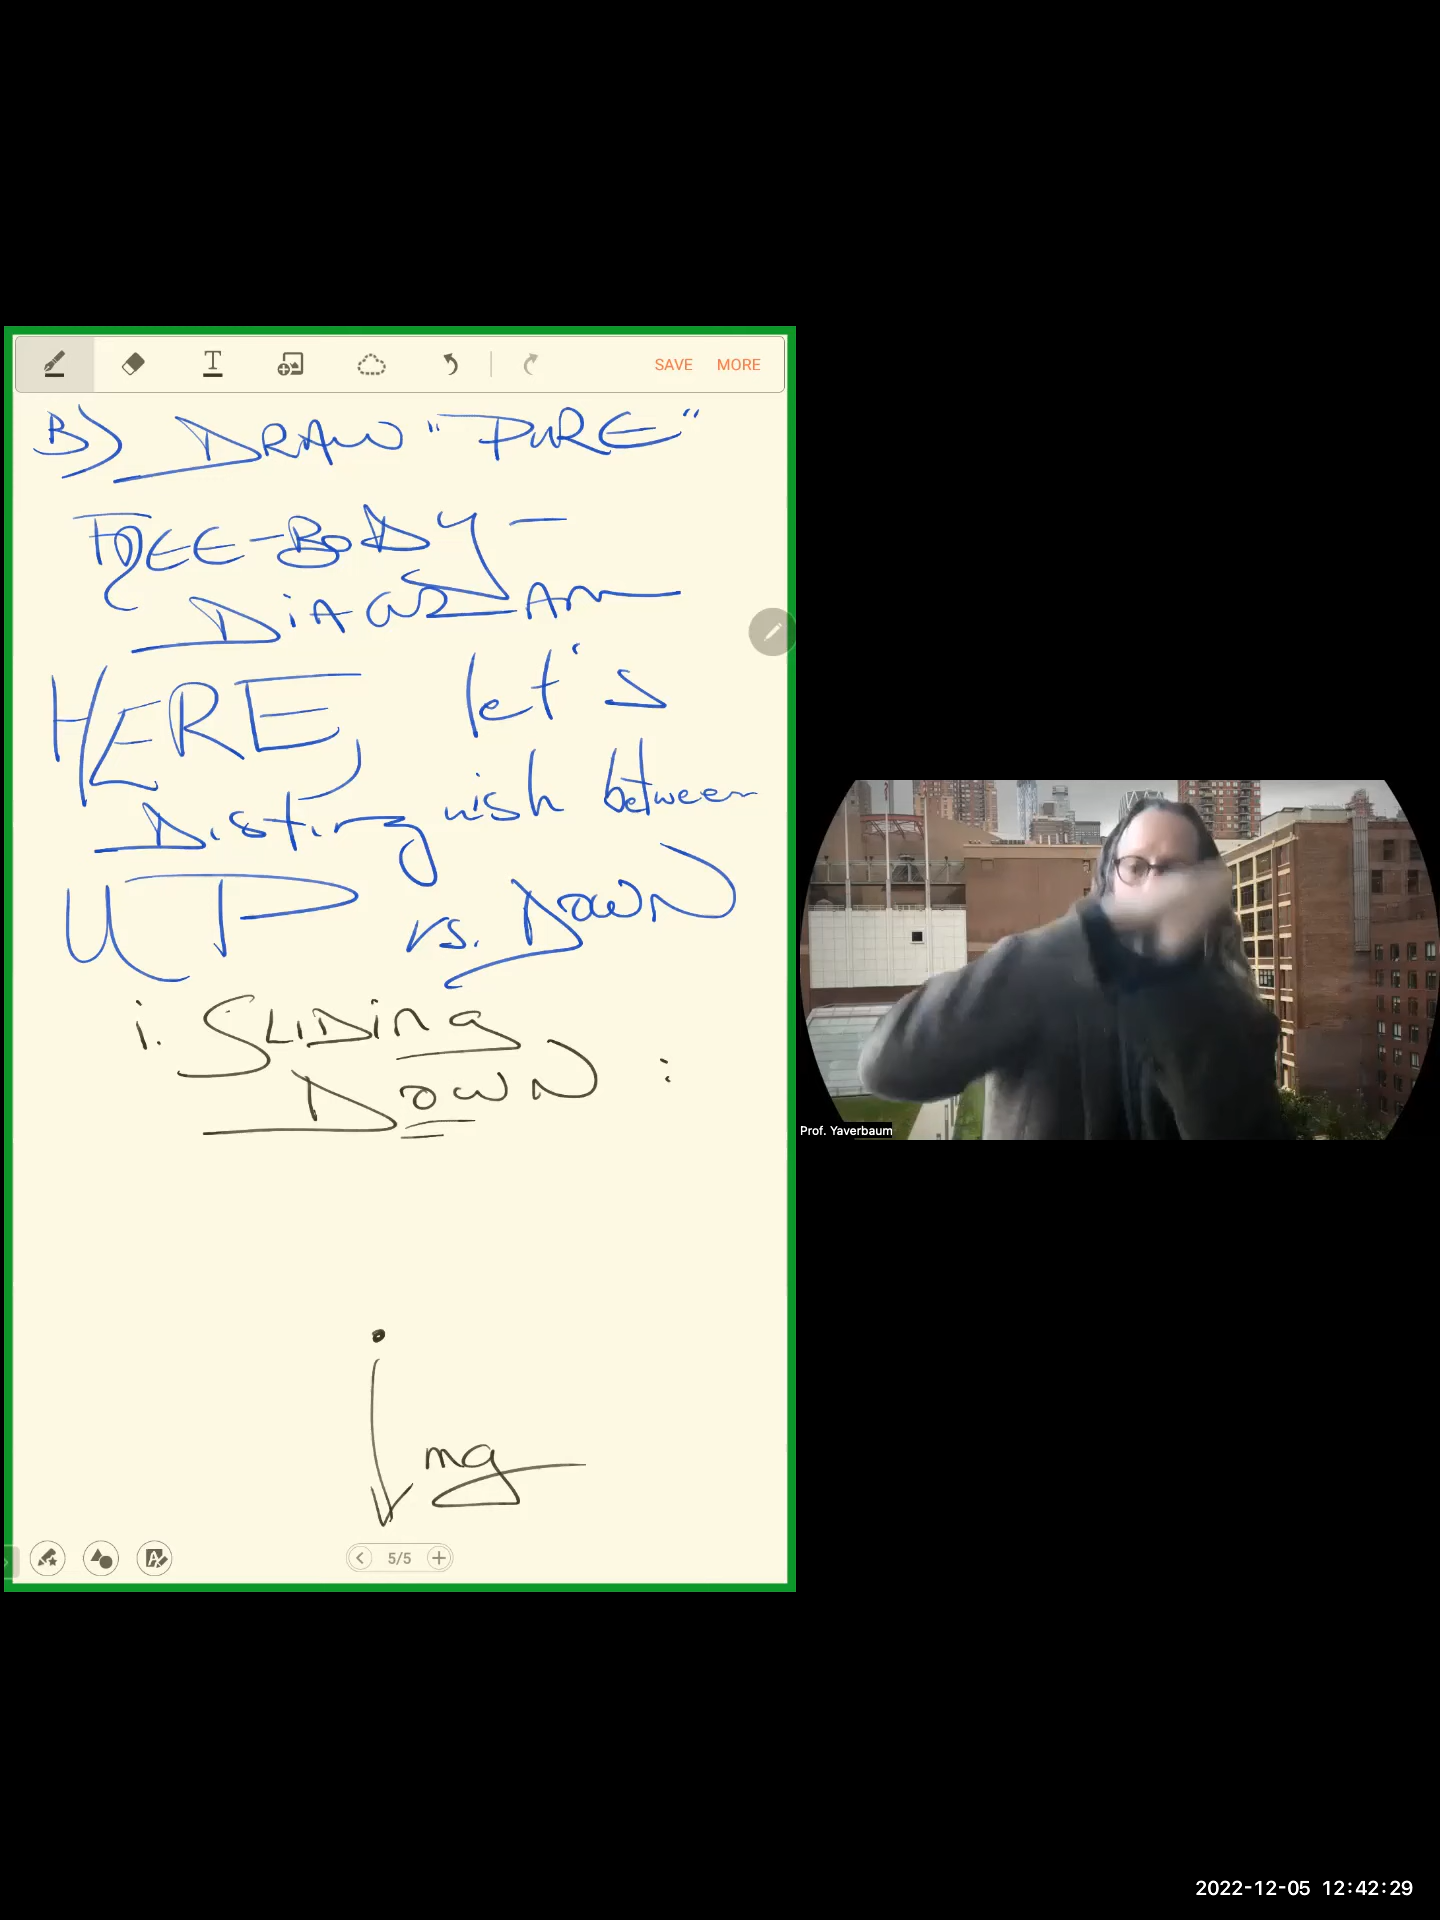 T
SAVE MORE
B) DRAW "PURE"
FREE-BODY-
DIAGRAM
HERE, let's
Distinguish between
UP vs. DOWN
i. SLIDING
DOWN :
mg
5/5
Prof. Yaverbaum
2022-12-05 12:42:29